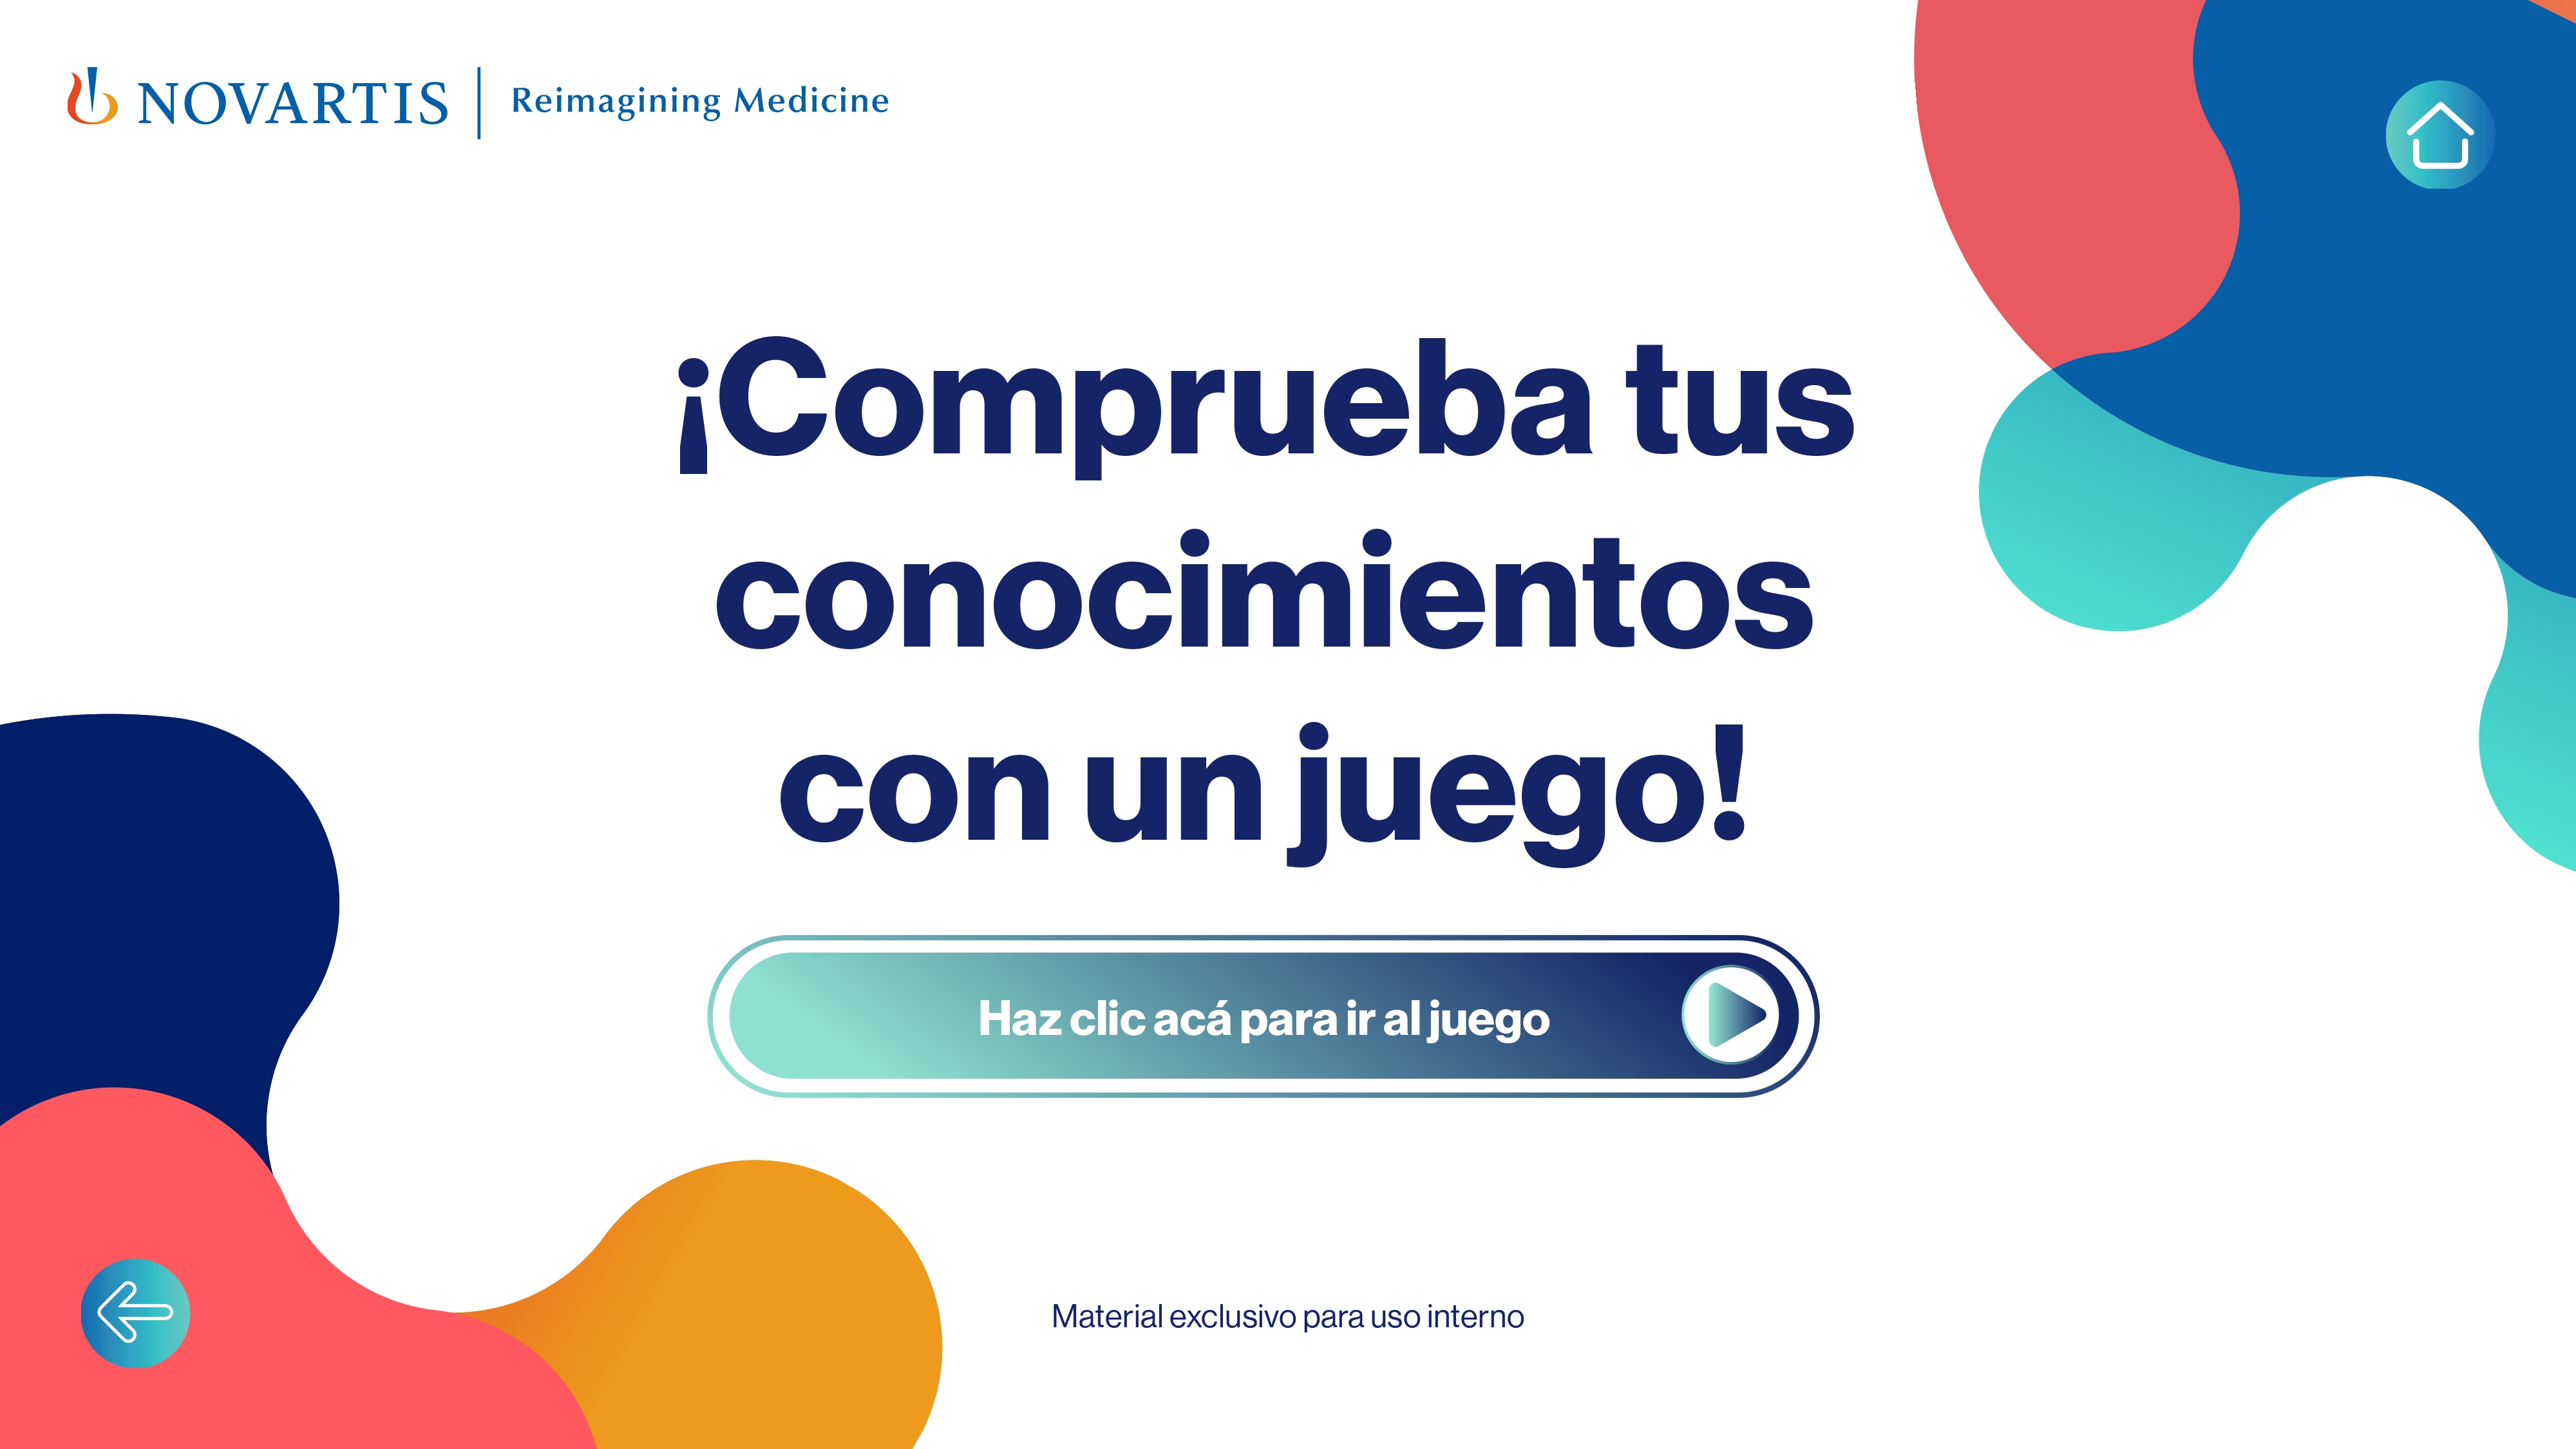 NOVARTIS | Reimagining Medicine
¡Comprueba tus
conocimientos
con un juego!
Haz clic acá para ir al juego
Material exclusivo para uso interno